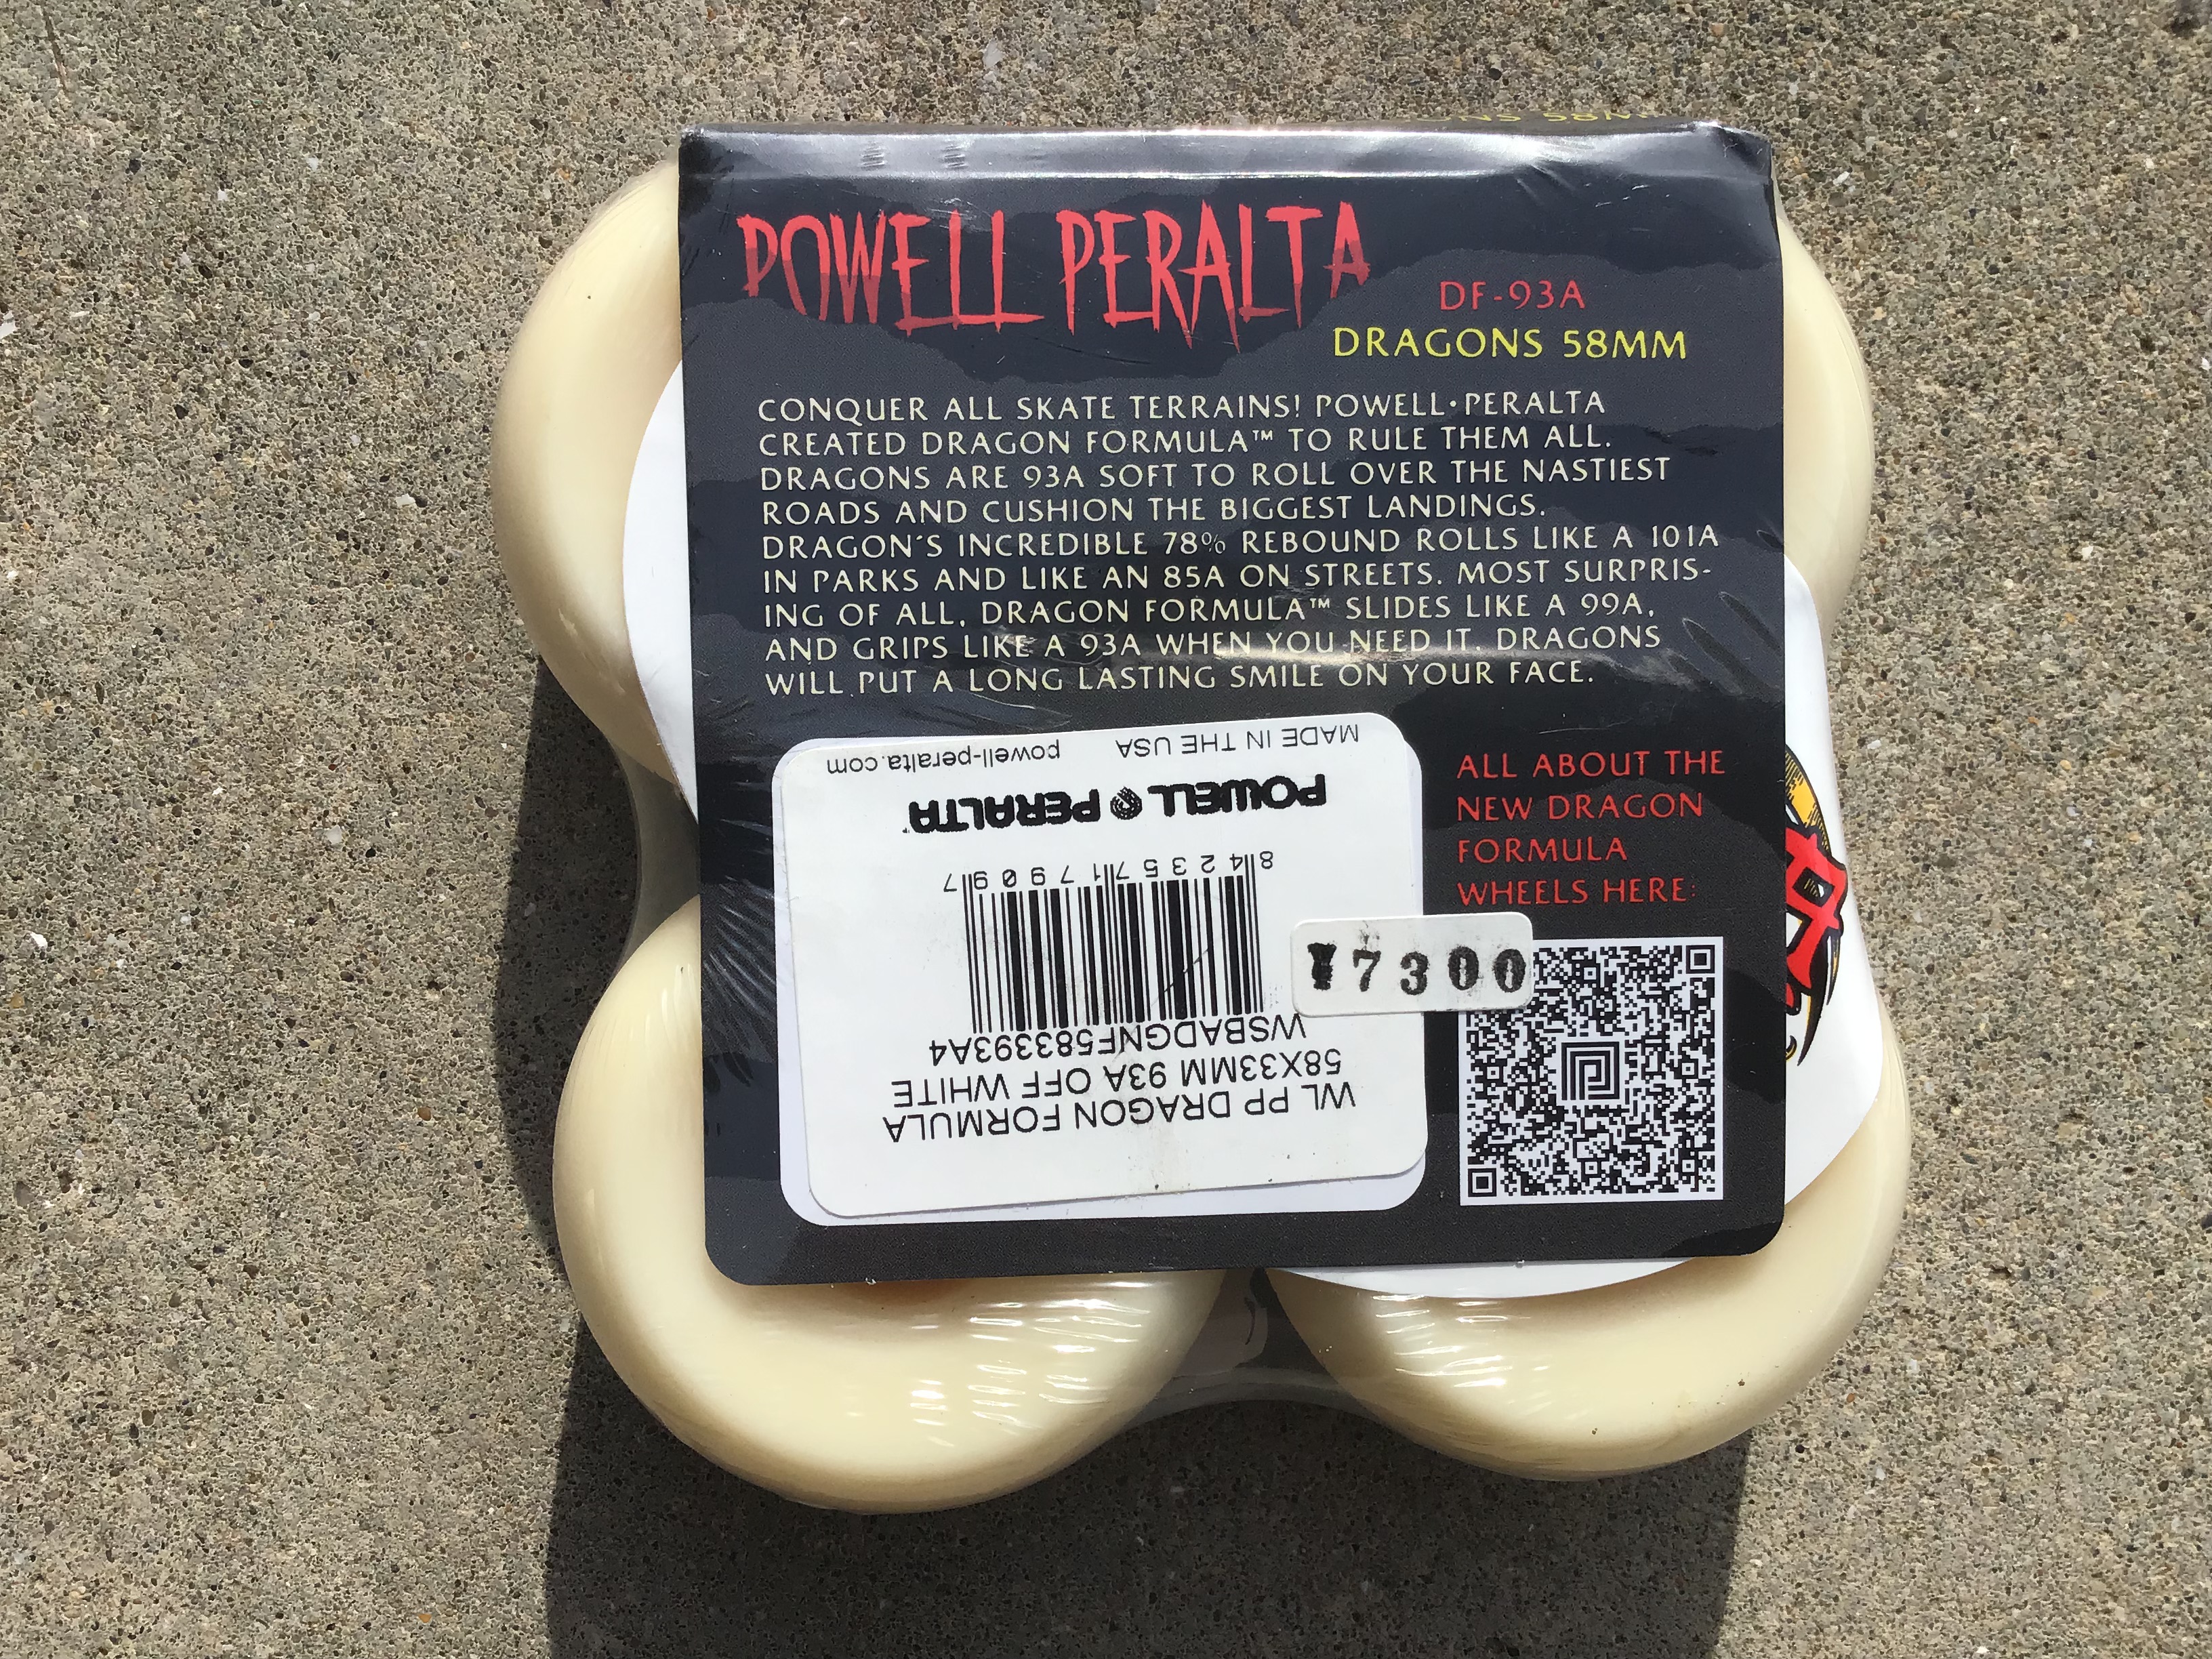 POWELL PERALTA
DF-93A
DRAGONS 58MM
CONQUER ALL SKATE TERRAINS! POWELL•PERALTA
CREATED DRAGON FORMULA™ TO RULE THEM ALL.
DRAGONS ARE 93A SOFT TO ROLL OVER THE NASTIEST
ROADS AND CUSHION THE BIGGEST LANDINGS.
DRAGON'S INCREDIBLE 78% REBOUND ROLLS LIKE A 101A
IN PARKS AND LIKE AN 85A ON STREETS. MOST SURPRIS-
ING OF ALL, DRAGON FORMULA™ SLIDES LIKE A 99A,
AND GRIPS LIKE A 93A WHEN YOU NEED IT. DRAGONS
WILL PUT A LONG LASTING SMILE ON YOUR FACE.
ALL ABOUT THE
NEW DRAGON
FORMULA
WHEELS HERE:
¥7300
WL PP DRAGON FORMULA
58X33MM 93A OFF WHITE
WSBADGNF583393A4
8 42357 17909 7
POWELL PERALTA
MADE IN THE USA powell-peralta.com